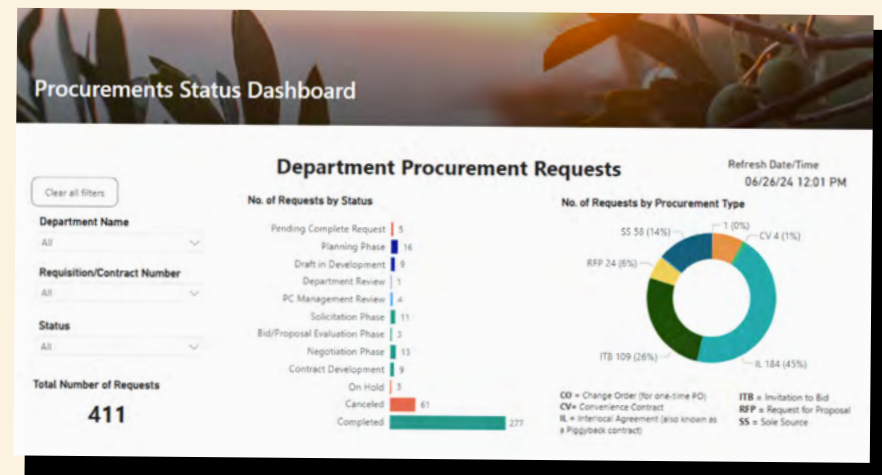 Procurements Status Dashboard
Department Procurement Requests
Refresh Date/Time
06/26/24 12:01 PM
Clear all filters
Department Name
All
Requisition/Contract Number
All
Status
All
Total Number of Requests
411
No. of Requests by Status
Pending Complete Request 5
Planning Phase 16
Draft in Development 9
Department Review 1
PC Management Review 4
Solicitation Phase 11
Bid/Proposal Evaluation Phase 3
Negotiation Phase 13
Contract Development 9
On Hold 3
Canceled 61
Completed 277
No. of Requests by Procurement Type
1 (0%)
CV 4 (1%)
SS 58 (14%)
RFP 24 (6%)
ITB 109 (26%)
IL 184 (45%)
CO = Change Order (for one-time PO)
CV= Convenience Contract
IL = Interlocal Agreement (also known as
a Piggyback contract)
ITB = Invitation to Bid
RFP = Request for Proposal
SS = Sole Source